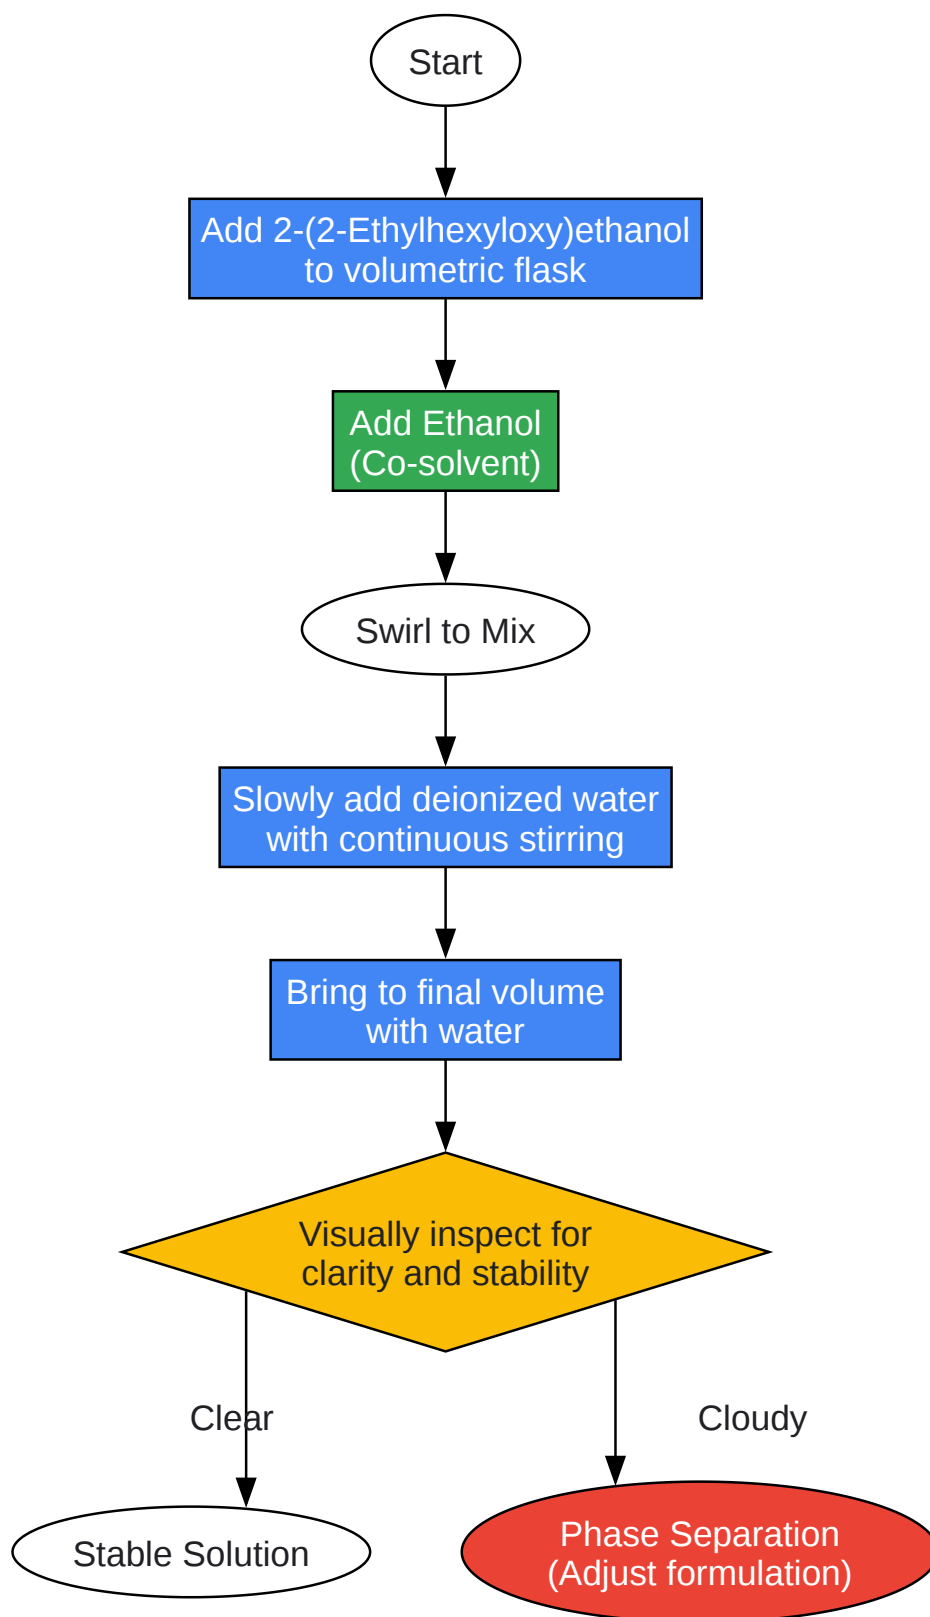 Start
Add 2-(2-Ethylhexyloxy)ethanol
to volumetric flask
Add Ethanol
(Co-solvent)
Swirl to Mix
Slowly add deionized water
with continuous stirring
Bring to final volume
with water
Visually inspect for
clarity and stability
Clear
Cloudy
Stable Solution
Phase Separation
(Adjust formulation)